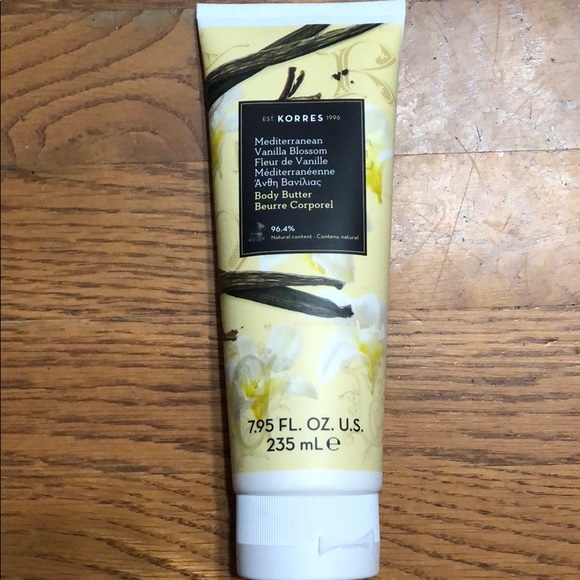 EST. KORRES 1996
Mediterranean
Vanilla Blossom
Fleur de Vanille
Méditerranéenne
Άνθη Βανίλιας
Body Butter
Beurre Corporel
96.4%
Natural content · Contenu naturel
7.95 FL. OZ. U.S.
235 mL ℮